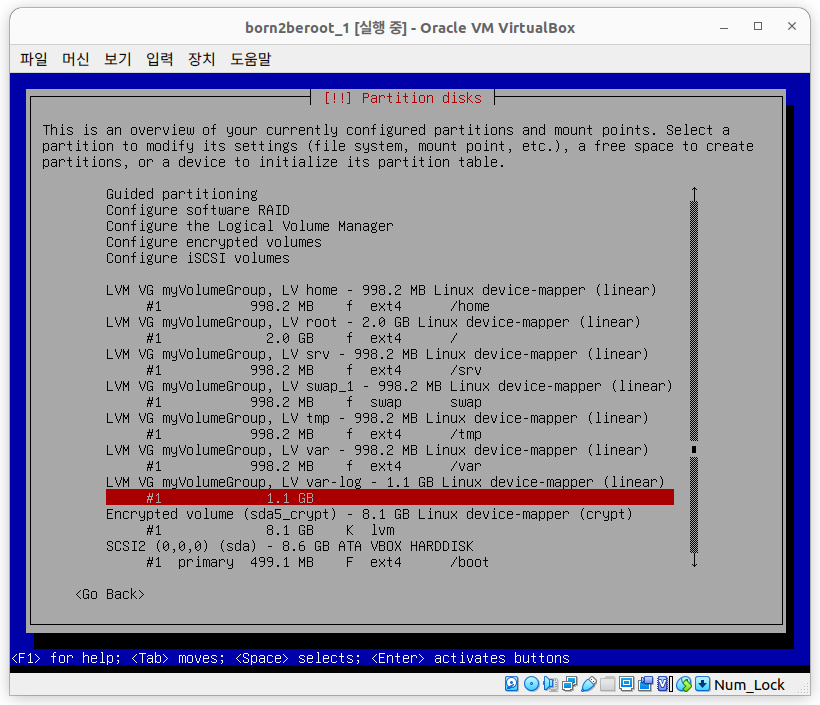 born2beroot_1 [실행 중] - Oracle VM VirtualBox
파일 머신 보기 입력 장치 도움말
[!!] Partition disks
This is an overview of your currently configured partitions and mount points. Select a
partition to modify its settings (file system, mount point, etc.), a free space to create
partitions, or a device to initialize its partition table.
Guided partitioning
Configure software RAID
Configure the Logical Volume Manager
Configure encrypted volumes
Configure iSCSI volumes
LVM VG myVolumeGroup, LV home - 998.2 MB Linux device-mapper (linear)
#1 998.2 MB f ext4 /home
LVM VG myVolumeGroup, LV root - 2.0 GB Linux device-mapper (linear)
#1 2.0 GB f ext4 /
LVM VG myVolumeGroup, LV srv - 998.2 MB Linux device-mapper (linear)
#1 998.2 MB f ext4 /srv
LVM VG myVolumeGroup, LV swap_1 - 998.2 MB Linux device-mapper (linear)
#1 998.2 MB f swap swap
LVM VG myVolumeGroup, LV tmp - 998.2 MB Linux device-mapper (linear)
#1 998.2 MB f ext4 /tmp
LVM VG myVolumeGroup, LV var - 998.2 MB Linux device-mapper (linear)
#1 998.2 MB f ext4 /var
LVM VG myVolumeGroup, LV var-log - 1.1 GB Linux device-mapper (linear)
#1 1.1 GB
Encrypted volume (sda5_crypt) - 8.1 GB Linux device-mapper (crypt)
#1 8.1 GB K lvm
SCSI2 (0,0,0) (sda) - 8.6 GB ATA VBOX HARDDISK
#1 primary 499.1 MB F ext4 /boot
<Go Back>
<F1> for help; <Tab> moves; <Space> selects; <Enter> activates buttons
Num_Lock